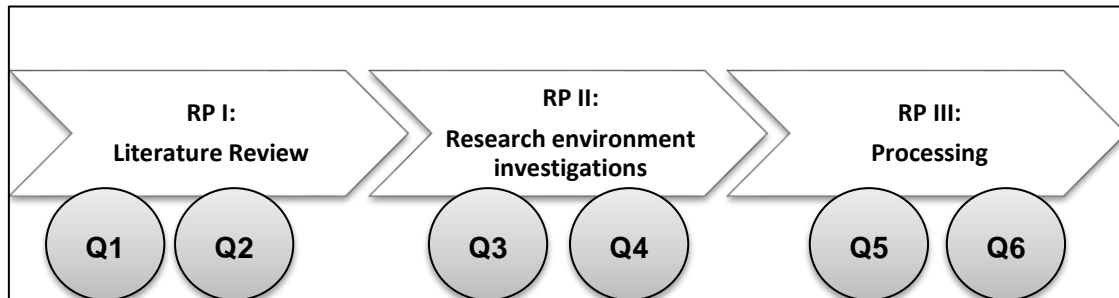 RP I:
Literature Review
RP II:
Research environment
investigations
RP III:
Processing
Q1
Q2
Q3
Q4
Q5
Q6